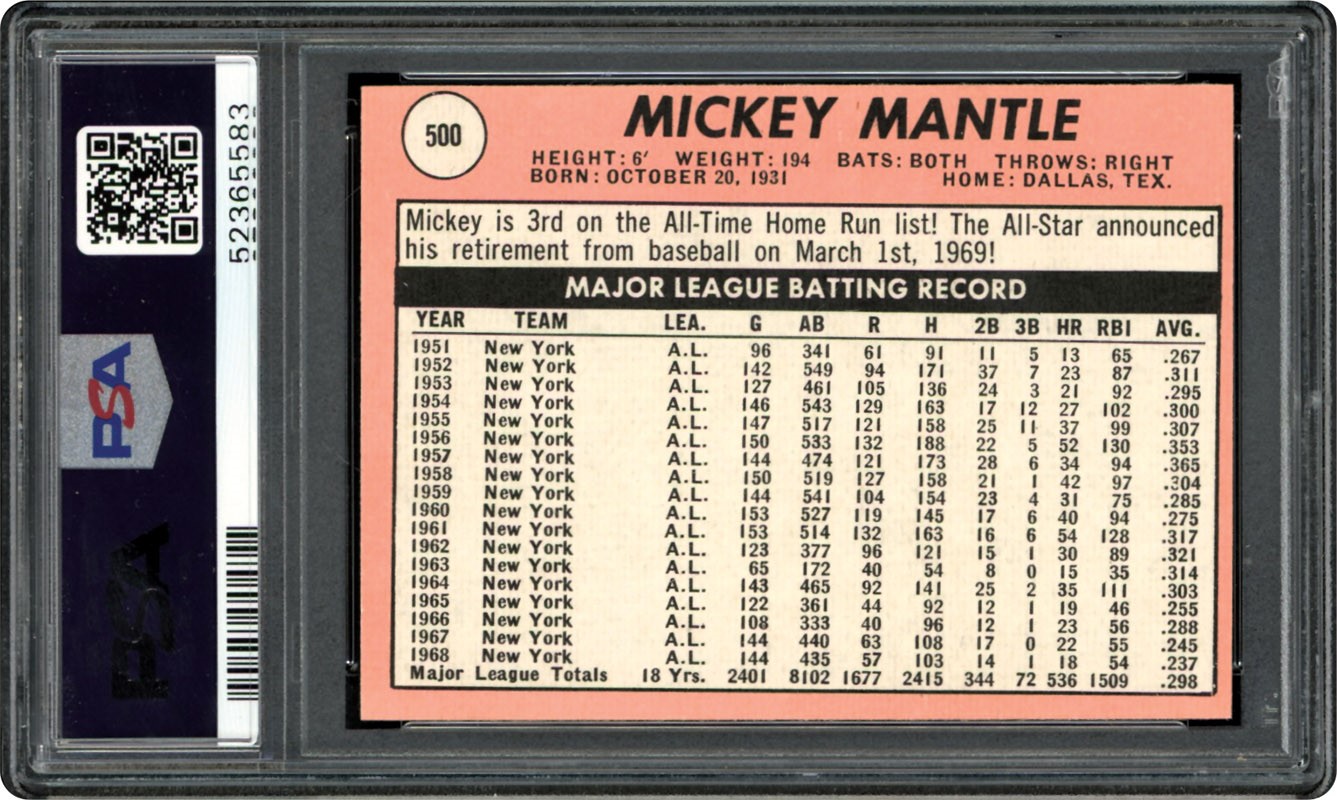 52365583
PSA
PSA
500
MICKEY MANTLE
HEIGHT: 6' WEIGHT: 194 BATS: BOTH THROWS: RIGHT
BORN: OCTOBER 20, 1931 HOME: DALLAS, TEX.
Mickey is 3rd on the All-Time Home Run list! The All-Star announced
his retirement from baseball on March 1st, 1969!
MAJOR LEAGUE BATTING RECORD
YEAR TEAM LEA. G AB R H 2B 3B HR RBI AVG.
1951 New York A.L. 96 341 61 91 11 5 13 65 .267
1952 New York A.L. 142 549 94 171 37 7 23 87 .311
1953 New York A.L. 127 461 105 136 24 3 21 92 .295
1954 New York A.L. 146 543 129 163 17 12 27 102 .300
1955 New York A.L. 147 517 121 158 25 11 37 99 .307
1956 New York A.L. 150 533 132 188 22 5 52 130 .353
1957 New York A.L. 144 474 121 173 28 6 34 94 .365
1958 New York A.L. 150 519 127 158 21 1 42 97 .304
1959 New York A.L. 144 541 104 154 23 4 31 75 .285
1960 New York A.L. 153 527 119 145 17 6 40 94 .275
1961 New York A.L. 153 514 132 163 16 6 54 128 .317
1962 New York A.L. 123 377 96 121 15 1 30 89 .321
1963 New York A.L. 65 172 40 54 8 0 15 35 .314
1964 New York A.L. 143 465 92 141 25 2 35 111 .303
1965 New York A.L. 122 361 44 92 12 1 19 46 .255
1966 New York A.L. 108 333 40 96 12 1 23 56 .288
1967 New York A.L. 144 440 63 108 17 0 22 55 .245
1968 New York A.L. 144 435 57 103 14 1 18 54 .237
Major League Totals 18 Yrs. 2401 8102 1677 2415 344 72 536 1509 .298